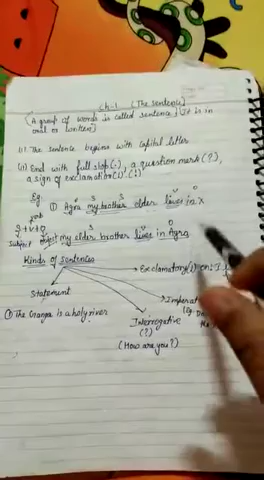 Ch-1 (The Sentence)
[A group of words is called sentence] It is in
oral or written]
(i) The sentence begins with capital letter
(ii) End with full stop(.), a question mark (?),
a sign of exclamation (!).
Eg.
(1) Agra my brother elder lives in X
S+V+O
Subject my elder brother lives in Agra
Kinds of sentences
Exclamatory(!)
Statement
Imperat
(1) The Ganga is a holy river
Interrogative
(?)
(How are you?)